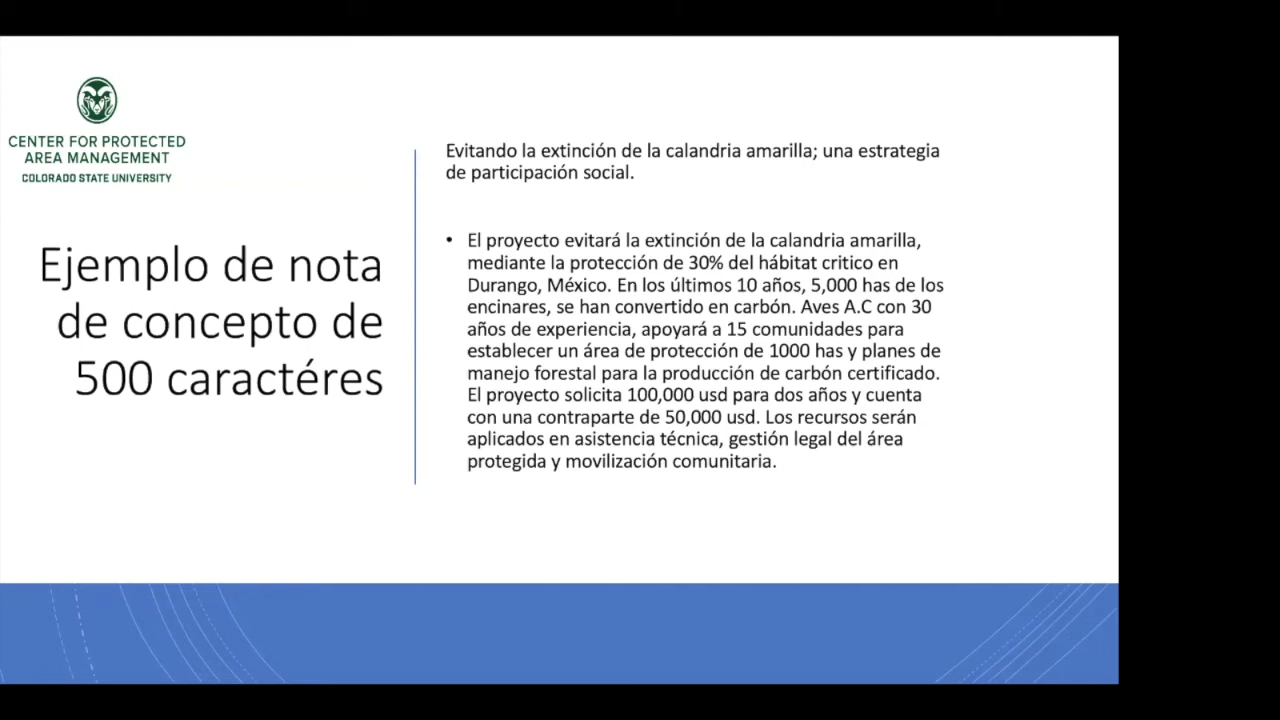 CENTER FOR PROTECTED
AREA MANAGEMENT
COLORADO STATE UNIVERSITY
Ejemplo de nota
de concepto de
500 caractéres
Evitando la extinción de la calandria amarilla; una estrategia
de participación social.
• El proyecto evitará la extinción de la calandria amarilla,
mediante la protección de 30% del hábitat critico en
Durango, México. En los últimos 10 años, 5,000 has de los
encinares, se han convertido en carbón. Aves A.C con 30
años de experiencia, apoyará a 15 comunidades para
establecer un área de protección de 1000 has y planes de
manejo forestal para la producción de carbón certificado.
El proyecto solicita 100,000 usd para dos años y cuenta
con una contraparte de 50,000 usd. Los recursos serán
aplicados en asistencia técnica, gestión legal del área
protegida y movilización comunitaria.